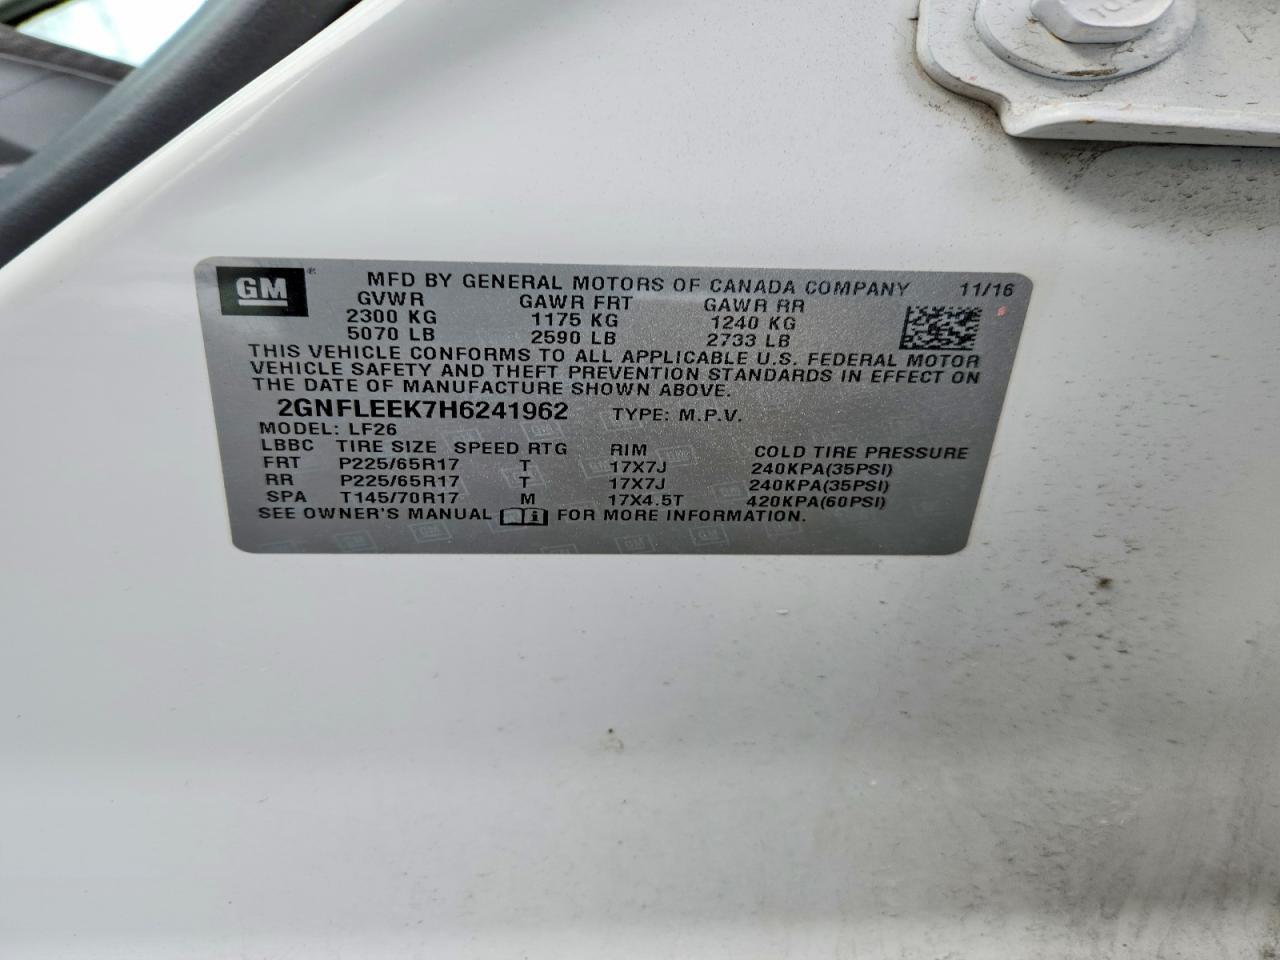 GM ® MFD BY GENERAL MOTORS OF CANADA COMPANY 11/16
GVWR GAWR FRT GAWR RR
2300 KG 1175 KG 1240 KG
5070 LB 2590 LB 2733 LB
THIS VEHICLE CONFORMS TO ALL APPLICABLE U.S. FEDERAL MOTOR
VEHICLE SAFETY AND THEFT PREVENTION STANDARDS IN EFFECT ON
THE DATE OF MANUFACTURE SHOWN ABOVE.
2GNFLEEK7H6241962 TYPE: M.P.V.
MODEL: LF26
LBBC TIRE SIZE SPEED RTG RIM COLD TIRE PRESSURE
FRT P225/65R17 T 17X7J 240KPA(35PSI)
RR P225/65R17 T 17X7J 240KPA(35PSI)
SPA T145/70R17 M 17X4.5T 420KPA(60PSI)
SEE OWNER'S MANUAL FOR MORE INFORMATION.